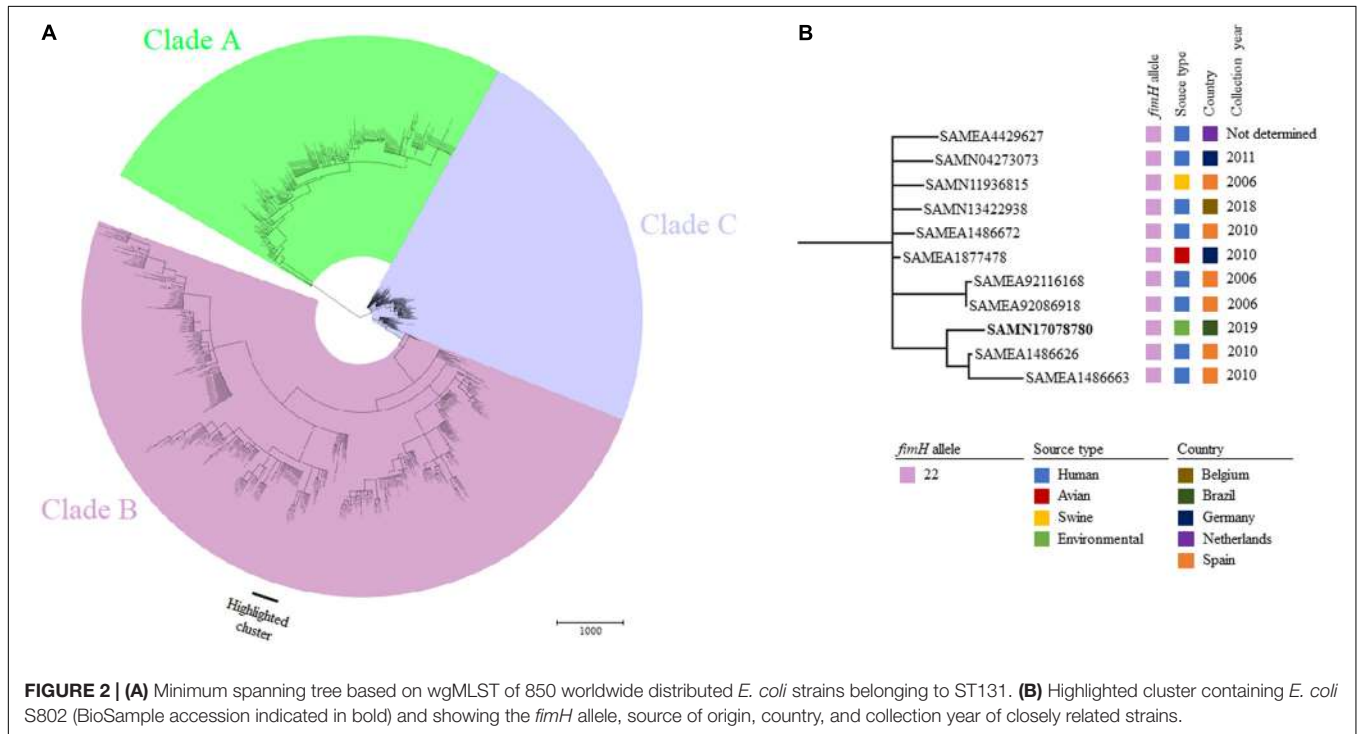 A
Clade A
Clade C
Clade B
Highlighted
cluster
1000
B
fimH allele
Souce type
Country
Collection year
SAMEA4429627 Not determined
SAMN04273073 2011
SAMN11936815 2006
SAMN13422938 2018
SAMEA1486672 2010
SAMEA1877478 2010
SAMEA92116168 2006
SAMEA92086918 2006
SAMN17078780 2019
SAMEA1486626 2010
SAMEA1486663 2010
fimH allele Source type Country
22 Human Belgium
Avian Brazil
Swine Germany
Environmental Netherlands
Spain
FIGURE 2 | (A) Minimum spanning tree based on wgMLST of 850 worldwide distributed E. coli strains belonging to ST131. (B) Highlighted cluster containing E. coli
S802 (BioSample accession indicated in bold) and showing the fimH allele, source of origin, country, and collection year of closely related strains.